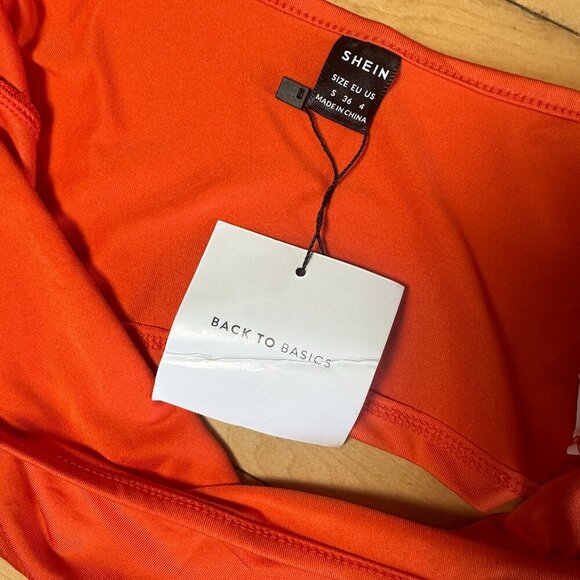 SHEIN
SIZE EU US
S 36 4
MADE IN CHINA
BACK TO BASICS